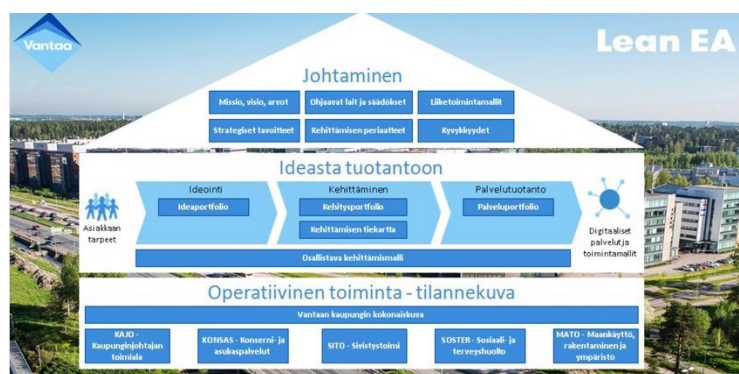 Vantaa
Lean EA
Johtaminen
Missio, visio, arvot
Ohjaavat lait ja säädökset
Liiketoimintamallit
Strategiset tavoitteet
Kehittämisen periaatteet
Kyvykkyydet
Ideasta tuotantoon
Asiakkaan
tarpeet
Ideointi
Ideaportfolio
Kehittäminen
Kehitysportfolio
Kehittämisen tiekartta
Palvelutuotanto
Palveluportfolio
Digitaaliset
palvelut ja
toimintamallit
Osallistava kehittämismalli
Operatiivinen toiminta - tilannekuva
Vantaan kaupungin kokonaiskuva
KAJO -
Kaupunginjohtajan
toimiala
KONSAS - Konserni- ja
asukaspalvelut
SITO - Sivistystoimi
SOSTER - Sosiaali- ja
terveyshuolto
MATO - Maankäyttö,
rakentaminen ja
ympäristö